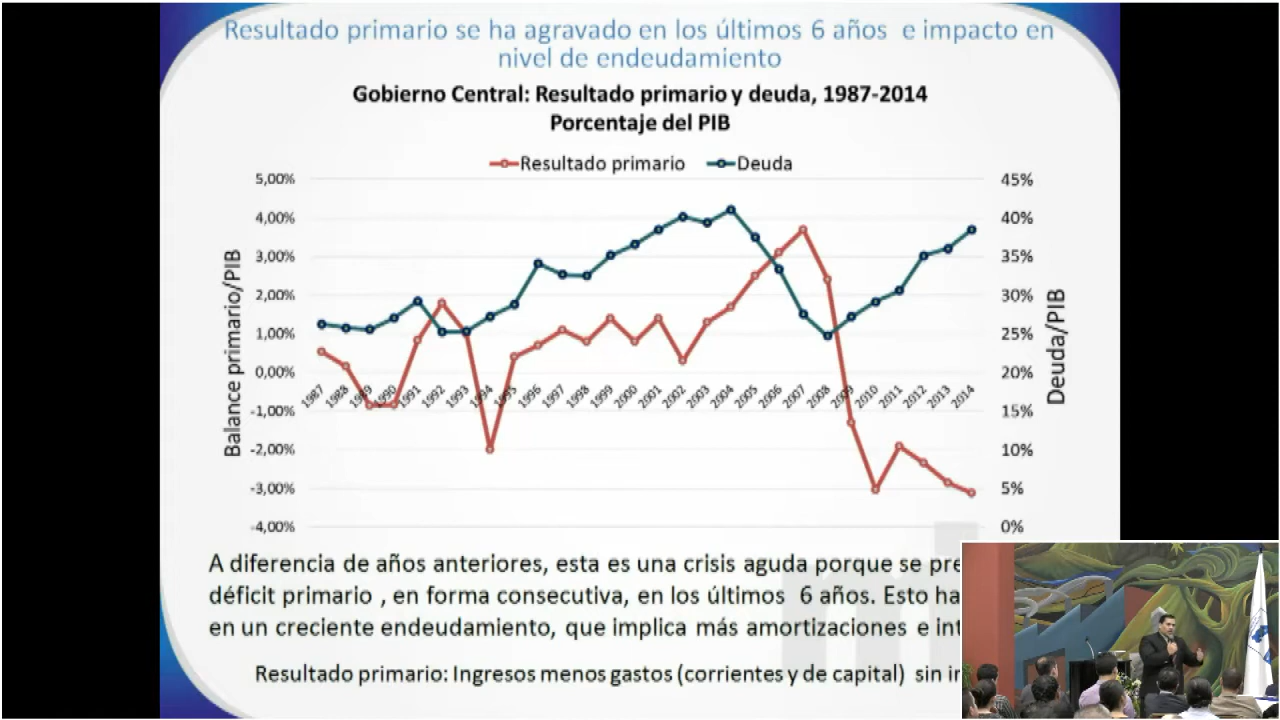 Resultado primario se ha agravado en los últimos 6 años e impacto en
nivel de endeudamiento
Gobierno Central: Resultado primario y deuda, 1987-2014
Porcentaje del PIB
Resultado primario Deuda
5,00% 45%
4,00% 40%
3,00% 35%
2,00% 30%
1,00% 25%
0,00% 20%
-1,00% 15%
-2,00% 10%
-3,00% 5%
-4,00% 0%
Balance primario/PIB
Deuda/PIB
1987 1988 1989 1990 1991 1992 1993 1994 1995 1996 1997 1998 1999 2000 2001 2002 2003 2004 2005 2006 2007 2008 2009 2010 2011 2012 2013 2014
A diferencia de años anteriores, esta es una crisis aguda porque se pre
déficit primario , en forma consecutiva, en los últimos 6 años. Esto ha
en un creciente endeudamiento, que implica más amortizaciones e int
Resultado primario: Ingresos menos gastos (corrientes y de capital) sin in